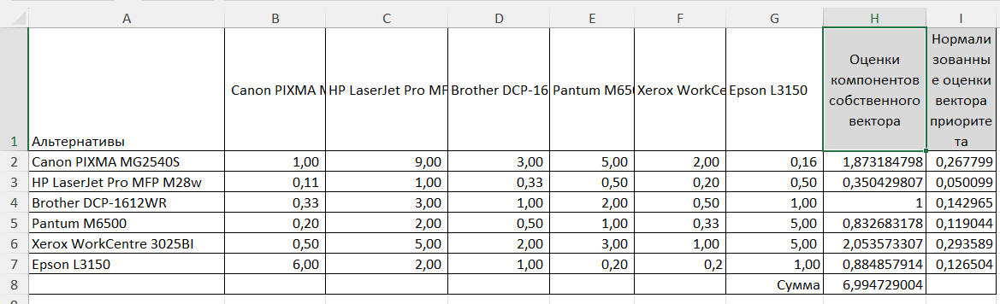 A B C D E F G H I
1 Альтернативы Canon PIXMA M HP LaserJet Pro MF Brother DCP-16 Pantum M650 Xerox WorkCe Epson L3150 Оценки компонентов собственного вектора Нормализованные оценки вектора приоритета
2 Canon PIXMA MG2540S 1,00 9,00 3,00 5,00 2,00 0,16 1,873184798 0,267799
3 HP LaserJet Pro MFP M28w 0,11 1,00 0,33 0,50 0,20 0,50 0,350429807 0,050099
4 Brother DCP-1612WR 0,33 3,00 1,00 2,00 0,50 1,00 1 0,142965
5 Pantum M6500 0,20 2,00 0,50 1,00 0,33 5,00 0,832683178 0,119044
6 Xerox WorkCentre 3025BI 0,50 5,00 2,00 3,00 1,00 5,00 2,053573307 0,293589
7 Epson L3150 6,00 2,00 1,00 0,20 0,2 1,00 0,884857914 0,126504
8 Сумма 6,994729004